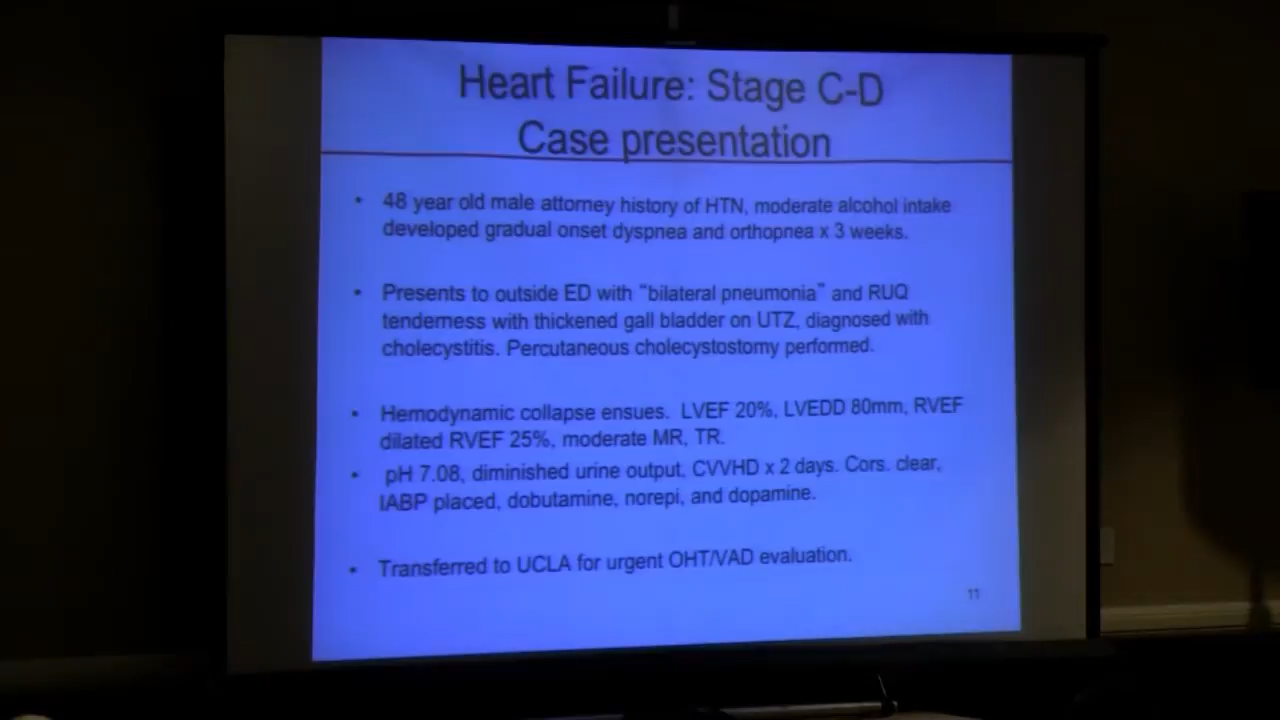 Heart Failure: Stage C-D
Case presentation
• 48 year old male attorney history of HTN, moderate alcohol intake
developed gradual onset dyspnea and orthopnea x 3 weeks.
• Presents to outside ED with "bilateral pneumonia" and RUQ
tenderness with thickened gall bladder on UTZ, diagnosed with
cholecystitis. Percutaneous cholecystostomy performed.
• Hemodynamic collapse ensues. LVEF 20%, LVEDD 80mm, RVEF
dilated RVEF 25%, moderate MR, TR.
• pH 7.08, diminished urine output, CVVHD x 2 days. Cors. clear,
IABP placed, dobutamine, norepi, and dopamine.
• Transferred to UCLA for urgent OHT/VAD evaluation.
11